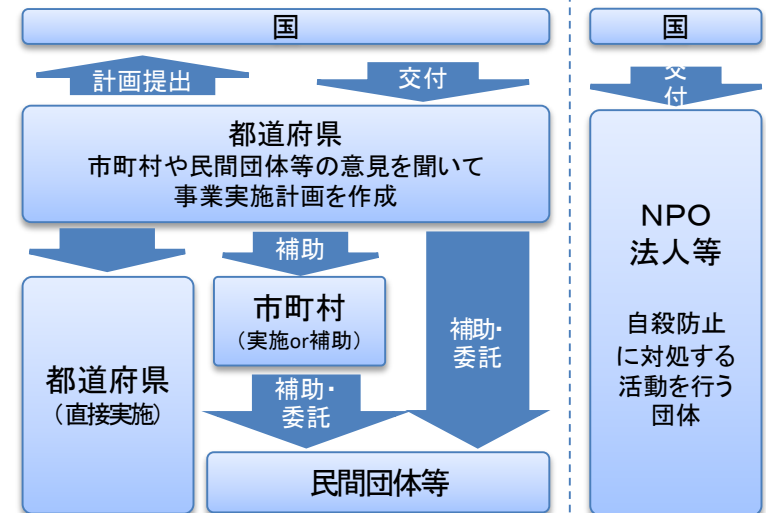 国
計画提出
交付
都道府県
市町村や民間団体等の意見を聞いて
事業実施計画を作成
補助
市町村
（実施or補助）
補助・
委託
都道府県
（直接実施）
補助・
委託
民間団体等
国
交
付
NPO
法人等
自殺防止
に対処する
活動を行う
団体